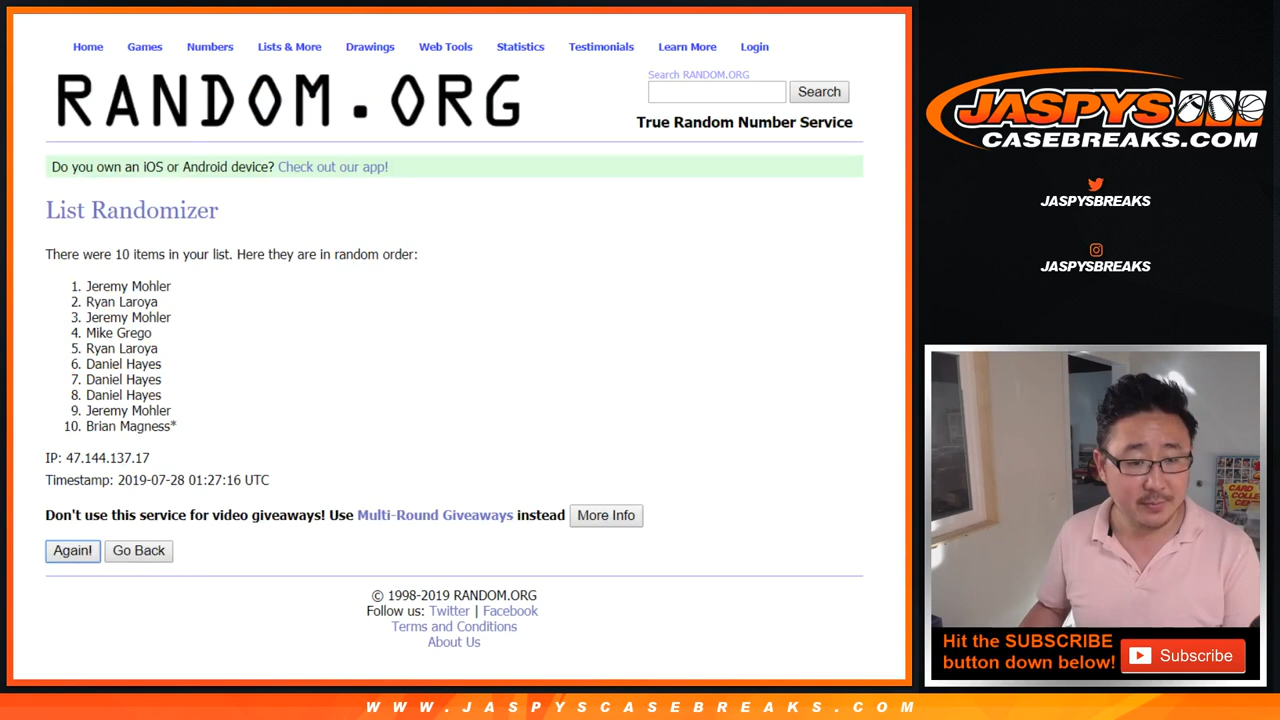 Home Games Numbers Lists & More Drawings Web Tools Statistics Testimonials Learn More Login
RANDOM.ORG
Search RANDOM.ORG
Search
True Random Number Service
Do you own an iOS or Android device? Check out our app!
List Randomizer
There were 10 items in your list. Here they are in random order:
1. Jeremy Mohler
2. Ryan Laroya
3. Jeremy Mohler
4. Mike Grego
5. Ryan Laroya
6. Daniel Hayes
7. Daniel Hayes
8. Daniel Hayes
9. Jeremy Mohler
10. Brian Magness*
IP: 47.144.137.17
Timestamp: 2019-07-28 01:27:16 UTC
Don't use this service for video giveaways! Use Multi-Round Giveaways instead More Info
Again! Go Back
© 1998-2019 RANDOM.ORG
Follow us: Twitter | Facebook
Terms and Conditions
About Us
JASPYS
CASEBREAKS.COM
JASPYSBREAKS
JASPYSBREAKS
Hit the SUBSCRIBE
button down below!
Subscribe
WWW.JASPYSCASEBREAKS.COM